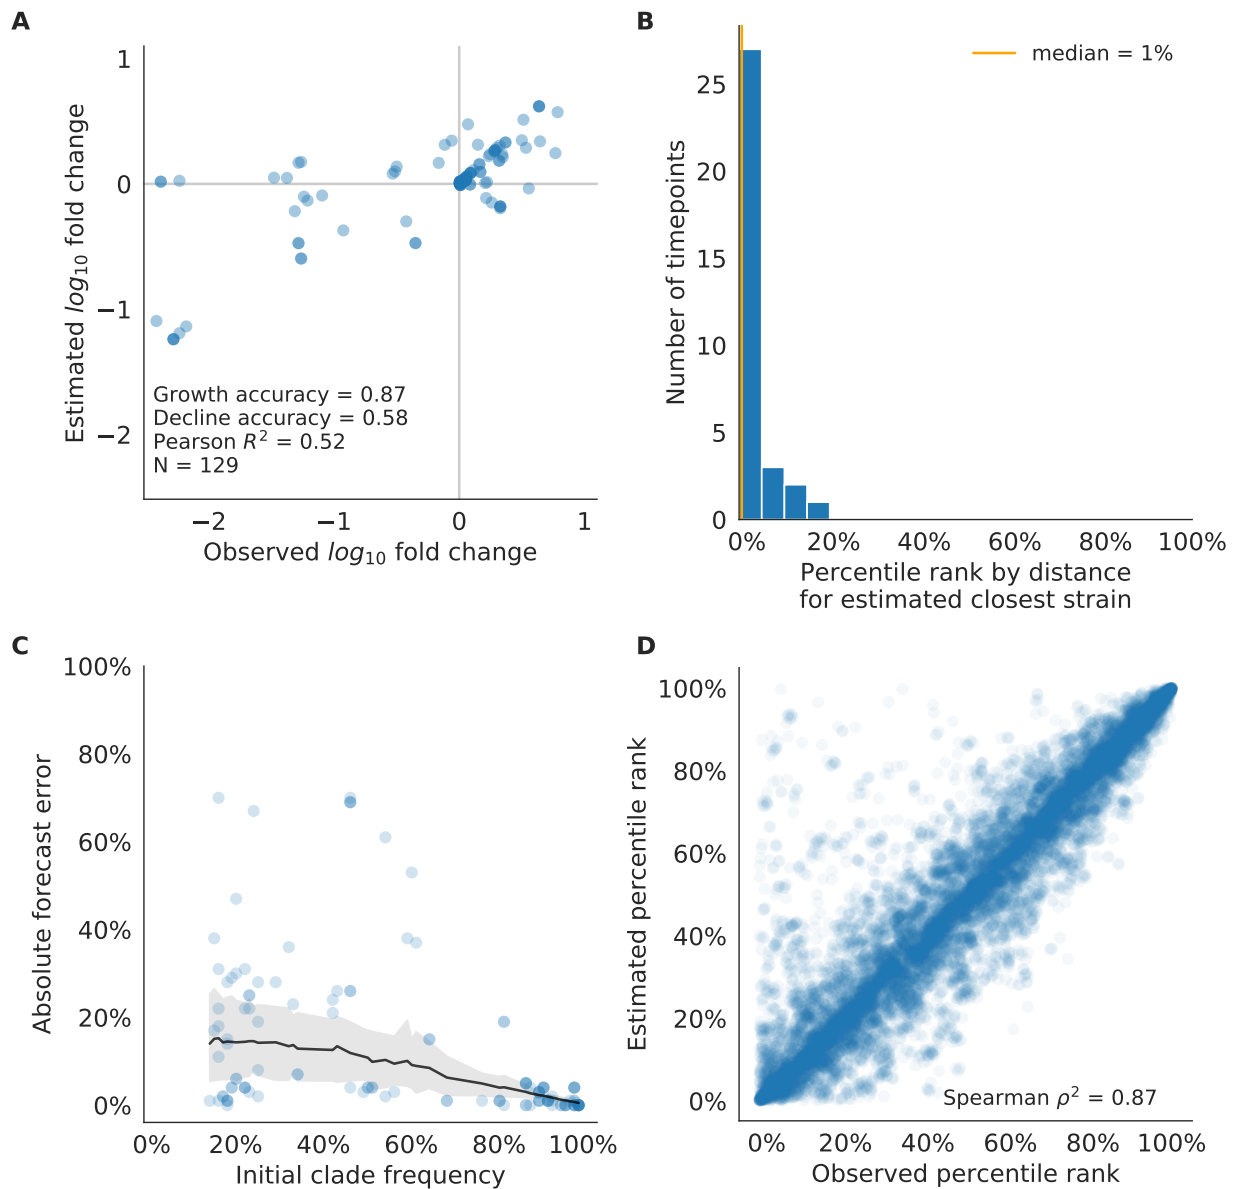 A
1
0
−1
−2
Estimated log10 fold change
Growth accuracy = 0.87
Decline accuracy = 0.58
Pearson R² = 0.52
N = 129
−2 −1 0 1
Observed log10 fold change
B
median = 1%
25
20
15
10
5
0
Number of timepoints
0% 20% 40% 60% 80% 100%
Percentile rank by distance
for estimated closest strain
C
100%
80%
60%
40%
20%
0%
Absolute forecast error
0% 20% 40% 60% 80% 100%
Initial clade frequency
D
100%
80%
60%
40%
20%
0%
Estimated percentile rank
Spearman ρ² = 0.87
0% 20% 40% 60% 80% 100%
Observed percentile rank